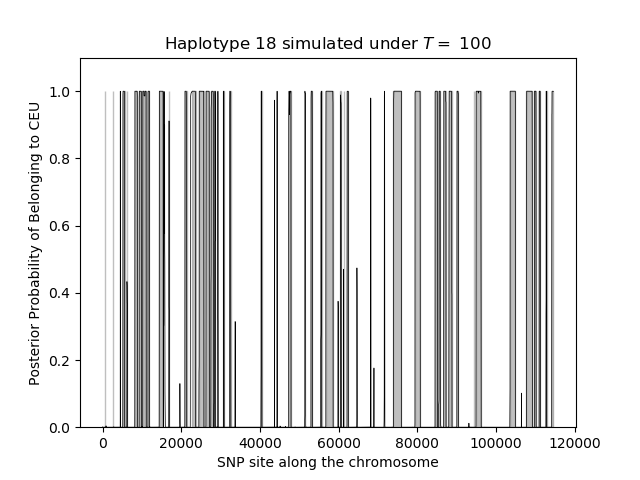 Haplotype 18 simulated under T = 100
Posterior Probability of Belonging to CEU
1.0
0.8
0.6
0.4
0.2
0.0
0 20000 40000 60000 80000 100000 120000
SNP site along the chromosome